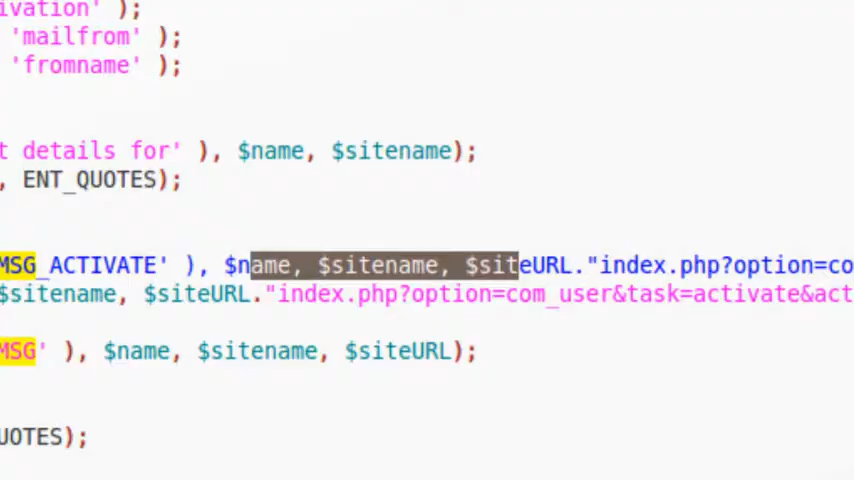 ivation' );
'mailfrom' );
'fromname' );
t details for' ), $name, $sitename);
, ENT_QUOTES);
MSG_ACTIVATE' ), $name, $sitename, $siteURL."index.php?option=co
$sitename, $siteURL."index.php?option=com_user&task=activate&act
MSG' ), $name, $sitename, $siteURL);
UOTES);